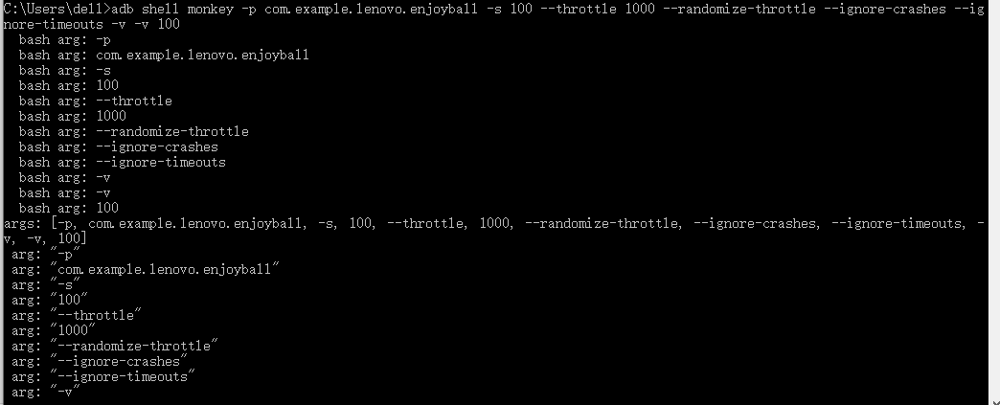 C:\Users\dell>adb shell monkey -p com.example.lenovo.enjoyball -s 100 --throttle 1000 --randomize-throttle --ignore-crashes --ig
nore-timeouts -v -v 100
bash arg: -p
bash arg: com.example.lenovo.enjoyball
bash arg: -s
bash arg: 100
bash arg: --throttle
bash arg: 1000
bash arg: --randomize-throttle
bash arg: --ignore-crashes
bash arg: --ignore-timeouts
bash arg: -v
bash arg: -v
bash arg: 100
args: [-p, com.example.lenovo.enjoyball, -s, 100, --throttle, 1000, --randomize-throttle, --ignore-crashes, --ignore-timeouts, -
v, -v, 100]
arg: "-p"
arg: "com.example.lenovo.enjoyball"
arg: "-s"
arg: "100"
arg: "--throttle"
arg: "1000"
arg: "--randomize-throttle"
arg: "--ignore-crashes"
arg: "--ignore-timeouts"
arg: "-v"